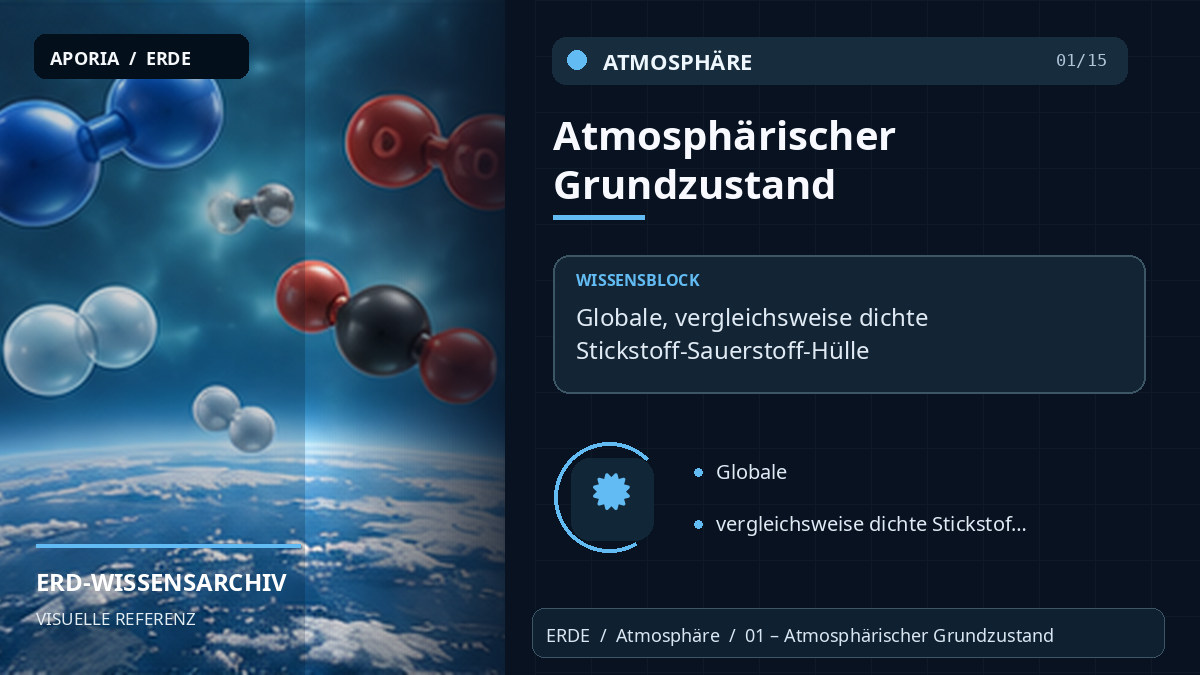 APORIA / ERDE
ERD-WISSENSARCHIV
VISUELLE REFERENZ
ATMOSPHÄRE
01/15
Atmosphärischer
Grundzustand
WISSENSBLOCK
Globale, vergleichsweise dichte
Stickstoff-Sauerstoff-Hülle
Globale
vergleichsweise dichte Stickstof...
ERDE / Atmosphäre / 01 – Atmosphärischer Grundzustand